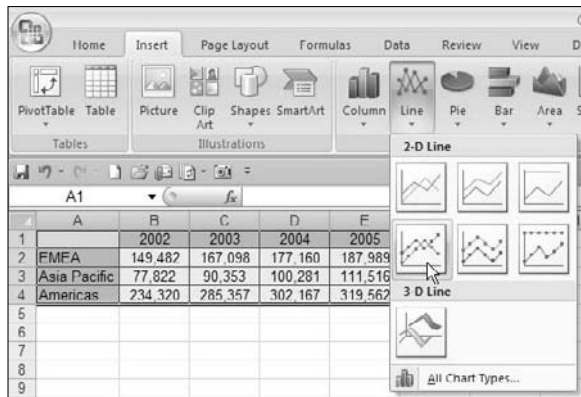 Home Insert Page Layout Formulas Data Review View
PivotTable Table Picture Clip Art Shapes SmartArt Column Line Pie Bar Area
Tables Illustrations
2-D Line
A1 fx
A B C D E
1 2002 2003 2004 2005
2 EMEA 149,482 167,098 177,160 187,989
3 Asia Pacific 77,822 90,353 100,281 111,516
4 Americas 234,320 285,357 302,167 319,562
3-D Line
5
6
7
8
All Chart Types...
9